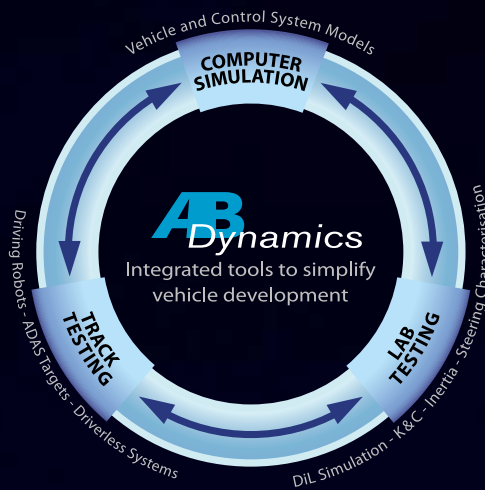 Vehicle and Control System Models
COMPUTER
SIMULATION
AB
Dynamics
Integrated tools to simplify
vehicle development
TRACK
TESTING
LAB
TESTING
Driving Robots - ADAS Targets - Driverless Systems
DiL Simulation - K&C - Inertia - Steering Characterisation